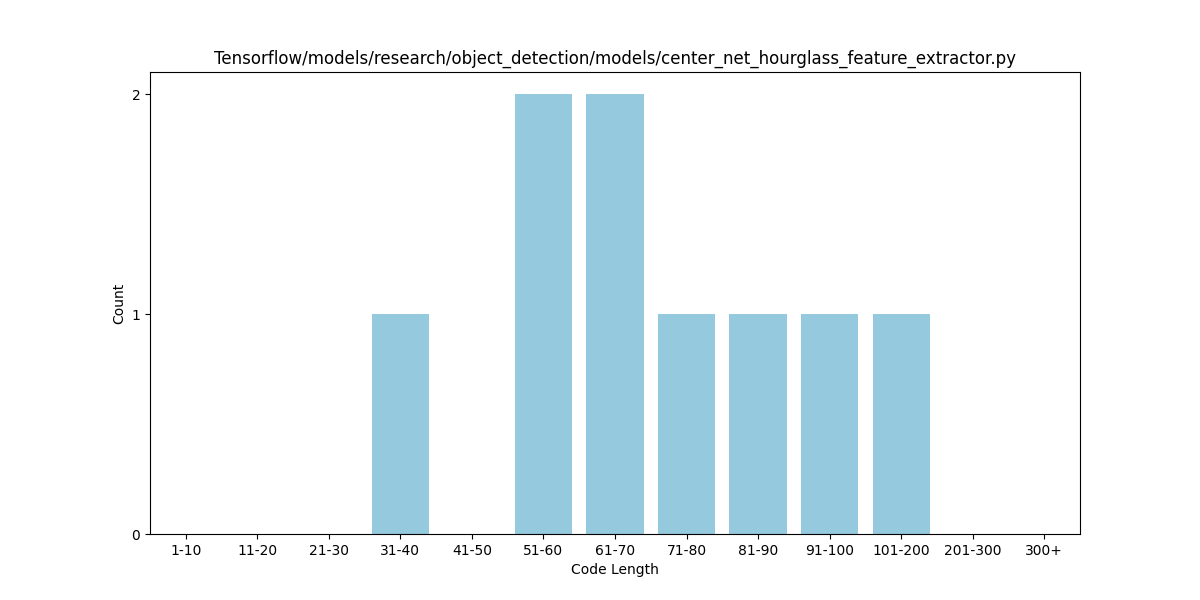 Tensorflow/models/research/object_detection/models/center_net_hourglass_feature_extractor.py
2
1
0
Count
1-10 11-20 21-30 31-40 41-50 51-60 61-70 71-80 81-90 91-100 101-200 201-300 300+
Code Length